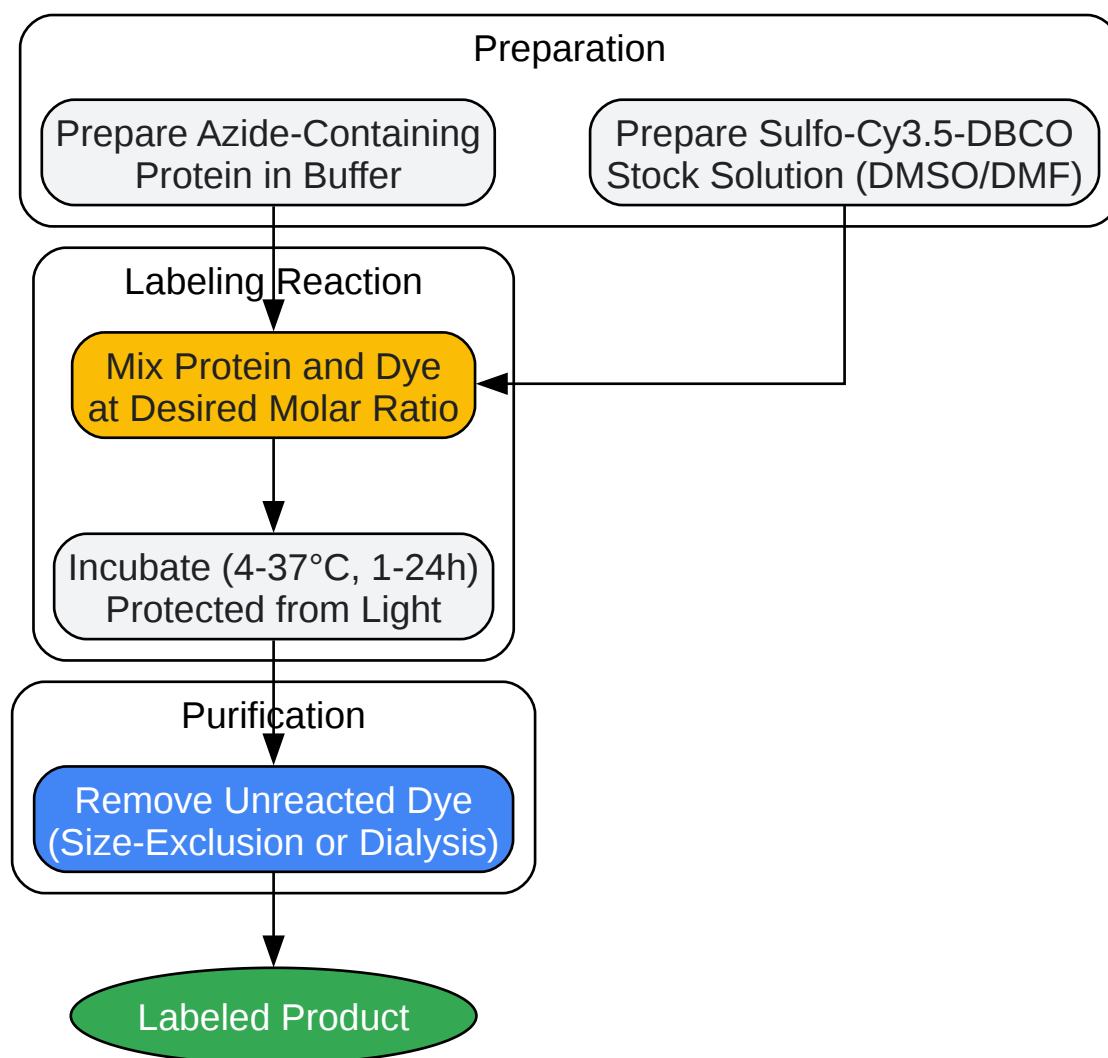 Preparation
Prepare Azide-Containing
Protein in Buffer
Prepare Sulfo-Cy3.5-DBCO
Stock Solution (DMSO/DMF)
Labeling Reaction
Mix Protein and Dye
at Desired Molar Ratio
Incubate (4-37°C, 1-24h)
Protected from Light
Purification
Remove Unreacted Dye
(Size-Exclusion or Dialysis)
Labeled Product